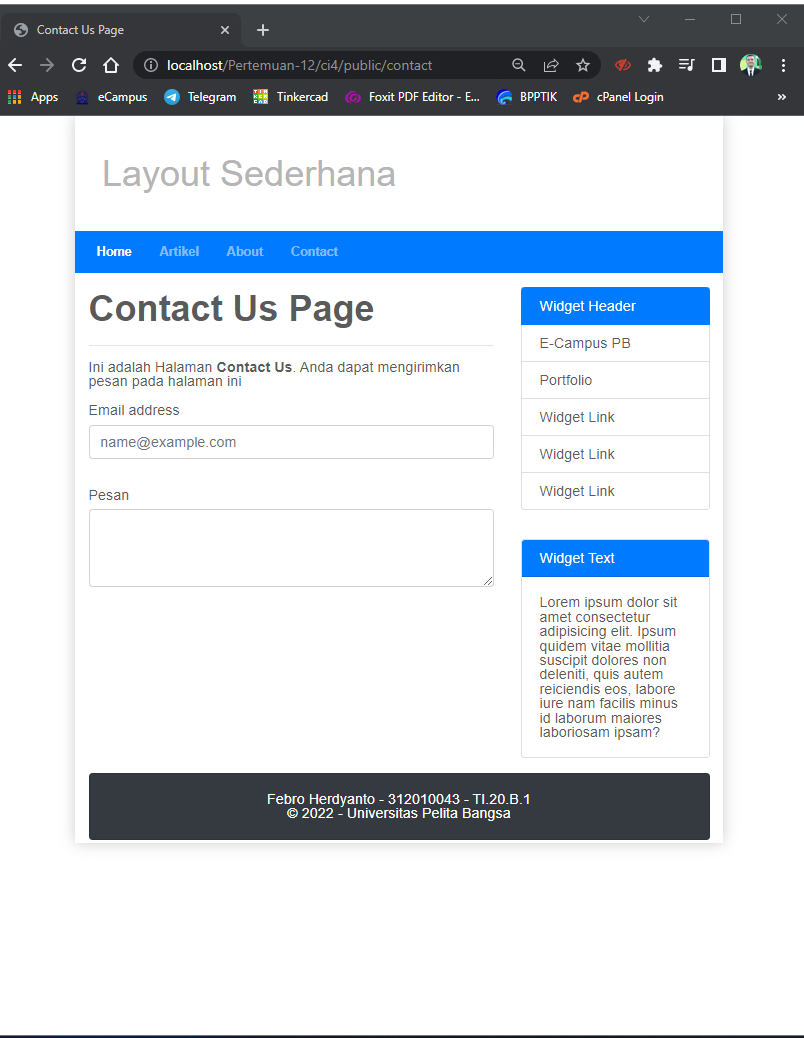 Contact Us Page
localhost/Pertemuan-12/ci4/public/contact
Apps eCampus Telegram Tinkercad Foxit PDF Editor - E... BPPTIK cPanel Login »
Layout Sederhana
Home Artikel About Contact
Contact Us Page
Ini adalah Halaman Contact Us. Anda dapat mengirimkan
pesan pada halaman ini
Email address
name@example.com
Pesan
Widget Header
E-Campus PB
Portfolio
Widget Link
Widget Link
Widget Link
Widget Text
Lorem ipsum dolor sit
amet consectetur
adipisicing elit. Ipsum
quidem vitae mollitia
suscipit dolores non
deleniti, quis autem
reiciendis eos, labore
iure nam facilis minus
id laborum maiores
laboriosam ipsam?
Febro Herdyanto - 312010043 - TI.20.B.1
© 2022 - Universitas Pelita Bangsa